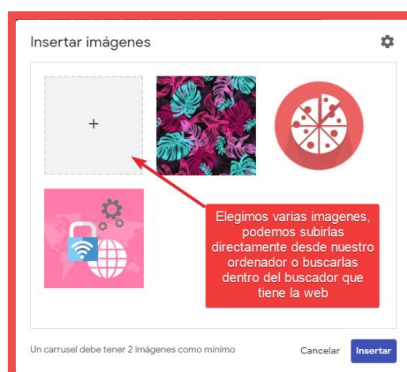 Insertar imágenes
+
Elegimos varias imagenes,
podemos subirlas
directamente desde nuestro
ordenador o buscarlas
dentro del buscador que
tiene la web
Un carrusel debe tener 2 imágenes como mínimo
Cancelar
Insertar